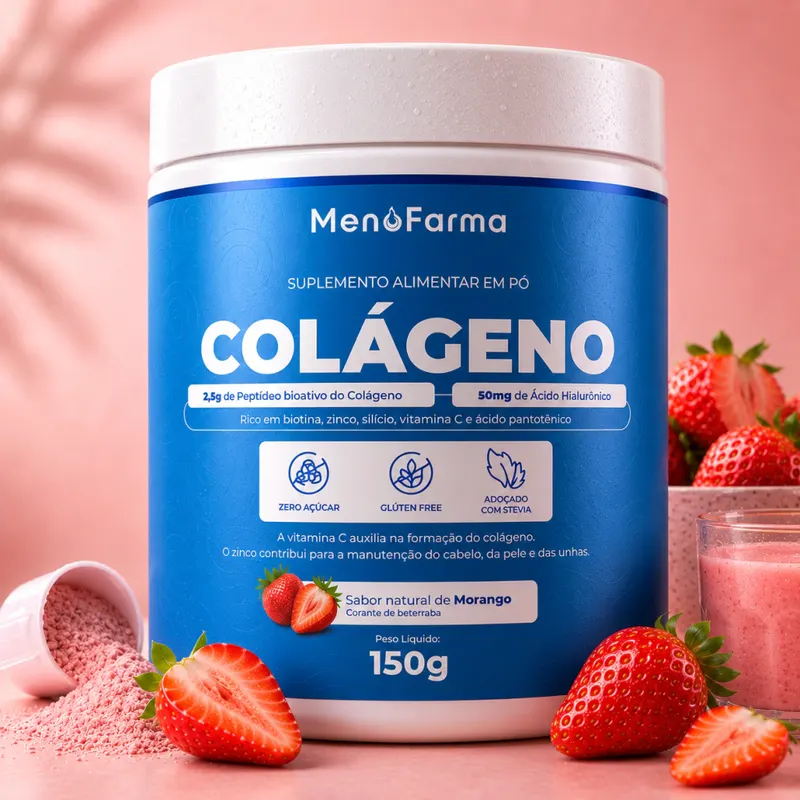 MenoFarma
SUPLEMENTO ALIMENTAR EM PÓ
COLÁGENO
2,5g de Peptídeo bioativo do Colágeno
50mg de Ácido Hialurônico
Rico em biotina, zinco, silício, vitamina C e ácido pantotênico
ZERO AÇÚCAR
GLÚTEN FREE
ADOÇADO
COM STEVIA
A vitamina C auxilia na formação do colágeno.
O zinco contribui para a manutenção do cabelo, da pele e das unhas.
Sabor natural de Morango
Corante de beterraba
Peso Líquido:
150g